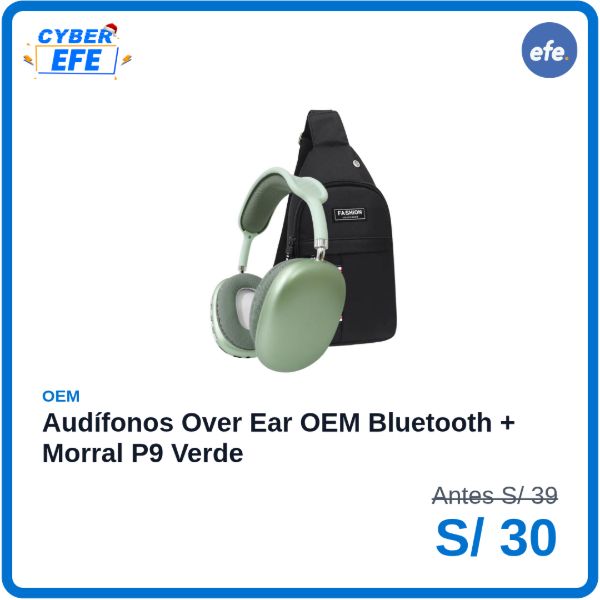 CYBER
EFE
efe.
FASHION
OEM
Audífonos Over Ear OEM Bluetooth +
Morral P9 Verde
Antes S/ 39
S/ 30